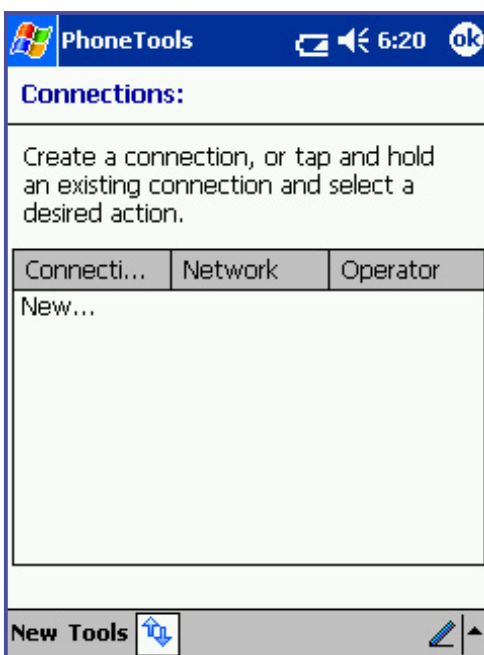 PhoneTools 6:20 ok
Connections:
Create a connection, or tap and hold
an existing connection and select a
desired action.
Connecti... Network Operator
New...
New Tools